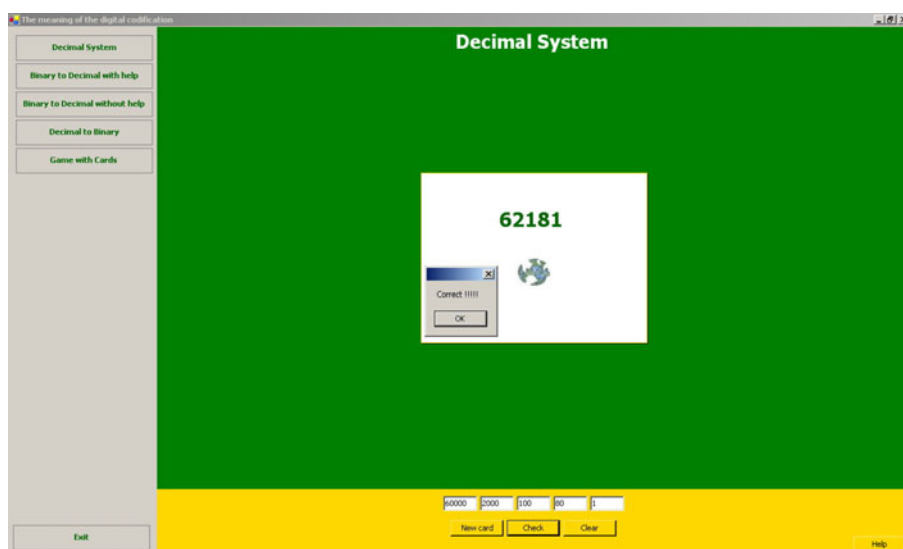 The meaning of the digital codification
Decimal System
Binary to Decimal with help
Binary to Decimal without help
Decimal to Binary
Game with Cards
Exit
Decimal System
62181
Correct !!!!!
OK
60000 2000 100 80 1
New card Check Clear
Help